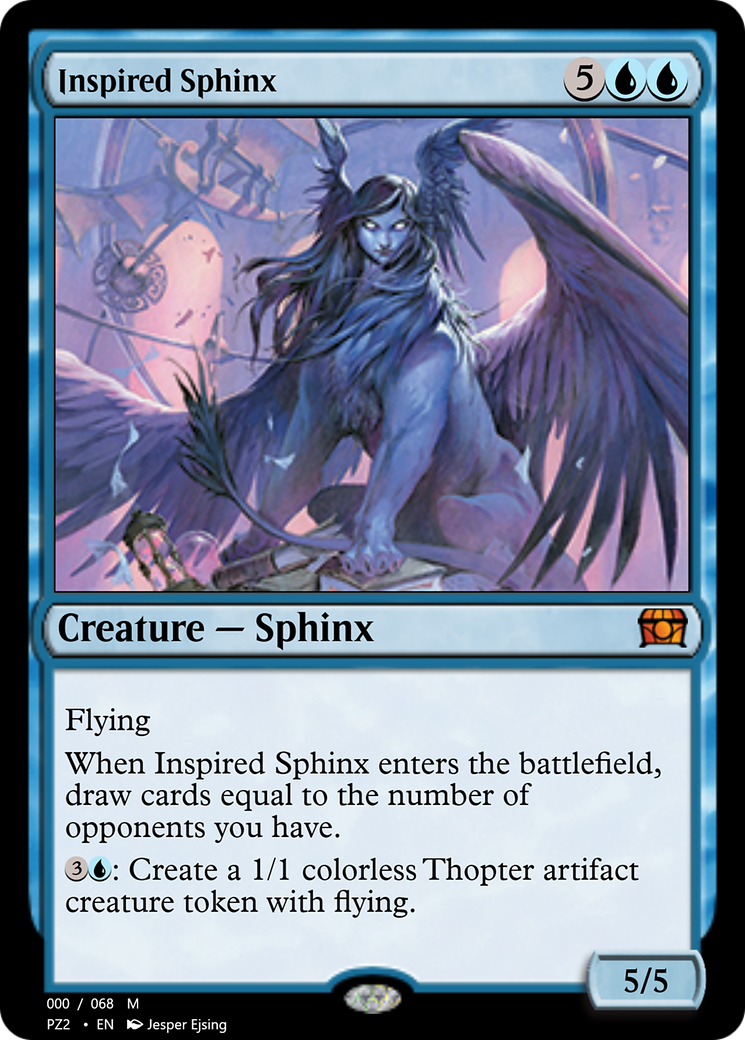 Inspired Sphinx 5
Creature — Sphinx
Flying
When Inspired Sphinx enters the battlefield,
draw cards equal to the number of
opponents you have.
3: Create a 1/1 colorless Thopter artifact
creature token with flying.
5/5
000 / 068 M
PZ2 • EN Jesper Ejsing